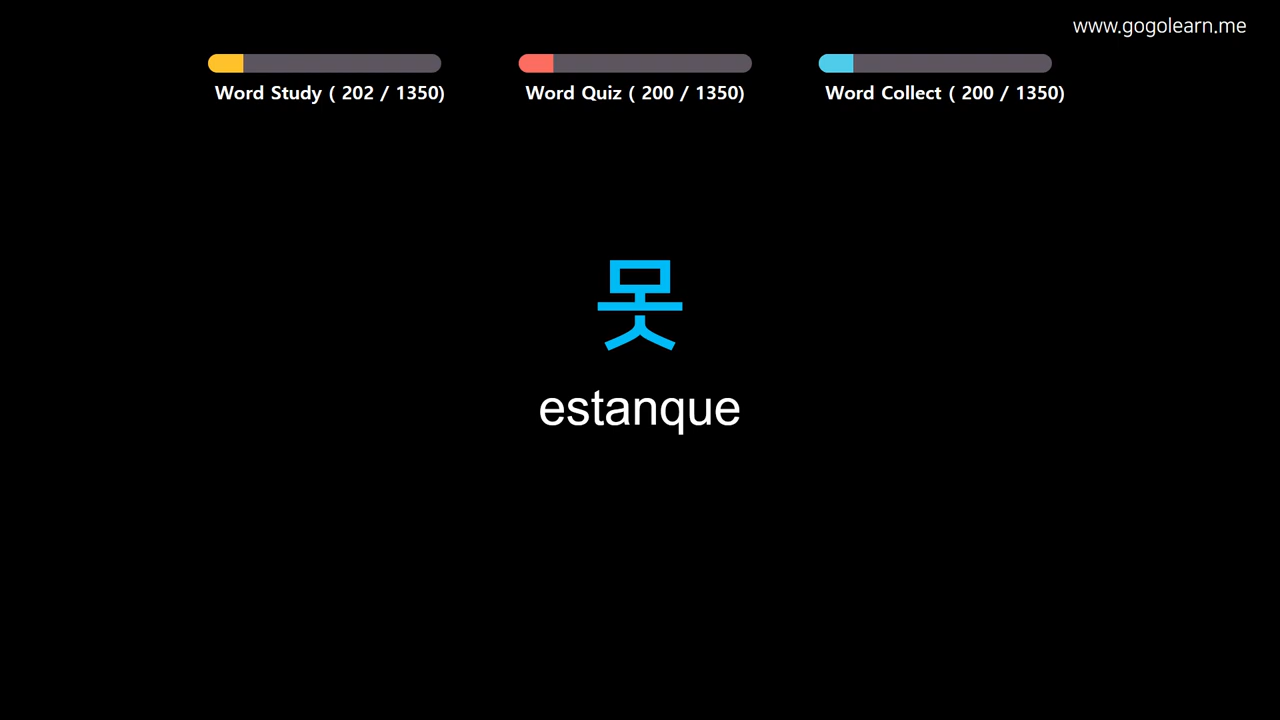 www.gogolearn.me
Word Study ( 202 / 1350)
Word Quiz ( 200 / 1350)
Word Collect ( 200 / 1350)
못
estanque